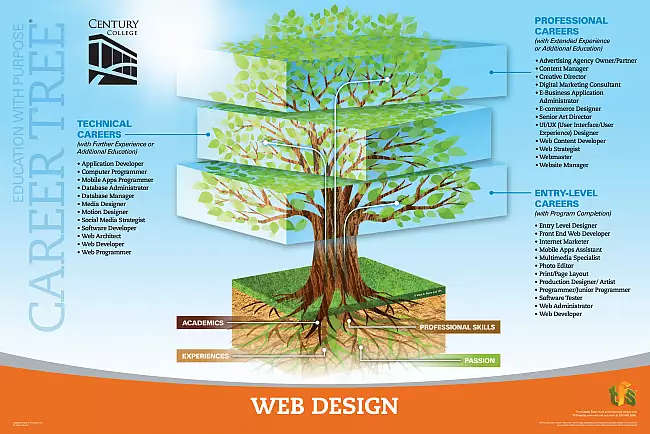 EDUCATION WITH PURPOSE
CAREER TREE
CENTURY
COLLEGE
TECHNICAL
CAREERS
(with Further Experience or
Additional Education)
• Application Developer
• Computer Programmer
• Mobile Apps Programmer
• Database Administrator
• Database Manager
• Media Designer
• Motion Designer
• Social Media Strategist
• Software Developer
• Web Architect
• Web Developer
• Web Programmer
PROFESSIONAL
CAREERS
(with Extended Experience
or Additional Education)
• Advertising Agency Owner/Partner
• Content Manager
• Creative Director
• Digital Marketing Consultant
• E-Business Application
Administrator
• E-commerce Designer
• Senior Art Director
• UI/UX (User Interface/User
Experience) Designer
• Web Content Developer
• Web Strategist
• Webmaster
• Website Manager
ENTRY-LEVEL
CAREERS
(with Program Completion)
• Entry Level Designer
• Front End Web Developer
• Internet Marketer
• Mobile Apps Assistant
• Multimedia Specialist
• Photo Editor
• Print/Page Layout
• Production Designer/ Artist
• Programmer/Junior Programmer
• Software Tester
• Web Administrator
• Web Developer
ACADEMICS
PROFESSIONAL SKILLS
EXPERIENCES
PASSION
WEB DESIGN
tfs